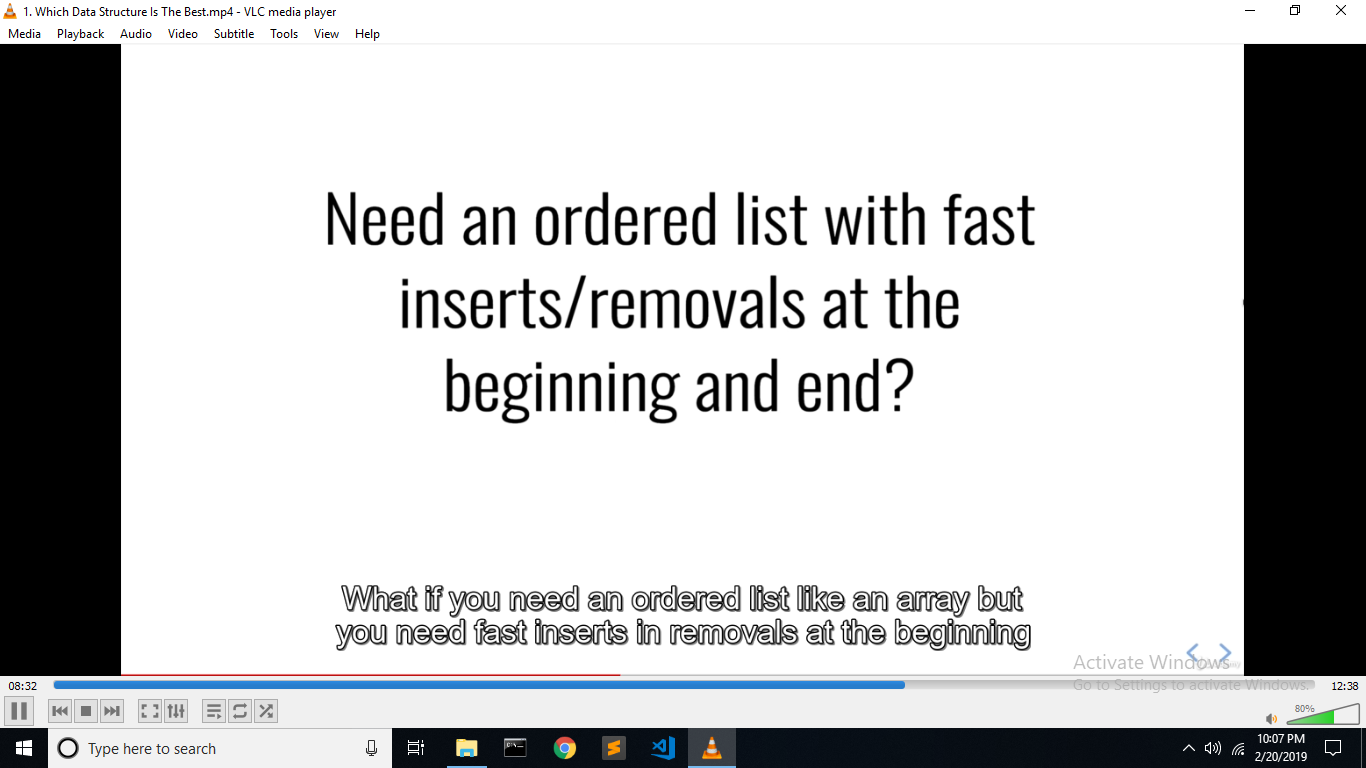 1. Which Data Structure Is The Best.mp4 - VLC media player
Media Playback Audio Video Subtitle Tools View Help
Need an ordered list with fast
inserts/removals at the
beginning and end?
What if you need an ordered list like an array but
you need fast inserts in removals at the beginning
Activate Windows
Go to Settings to activate Windows.
08:32
12:38
80%
Type here to search
10:07 PM
2/20/2019